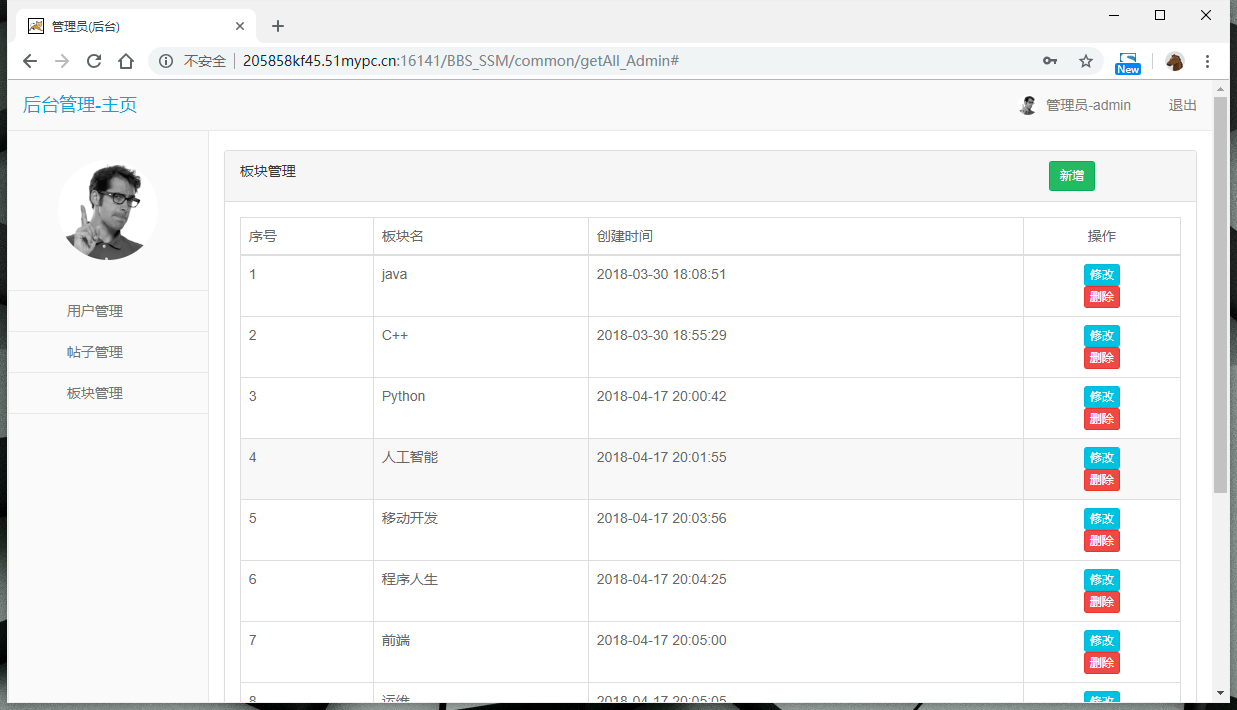 管理员(后台)
不安全 205858kf45.51mypc.cn:16141/BBS_SSM/common/getAll_Admin#
New
后台管理-主页
管理员-admin 退出
用户管理
帖子管理
板块管理
板块管理 新增
序号 板块名 创建时间 操作
1 java 2018-03-30 18:08:51 修改
删除
2 C++ 2018-03-30 18:55:29 修改
删除
3 Python 2018-04-17 20:00:42 修改
删除
4 人工智能 2018-04-17 20:01:55 修改
删除
5 移动开发 2018-04-17 20:03:56 修改
删除
6 程序人生 2018-04-17 20:04:25 修改
删除
7 前端 2018-04-17 20:05:00 修改
删除
8 运维 2018-04-17 20:05:05 修改